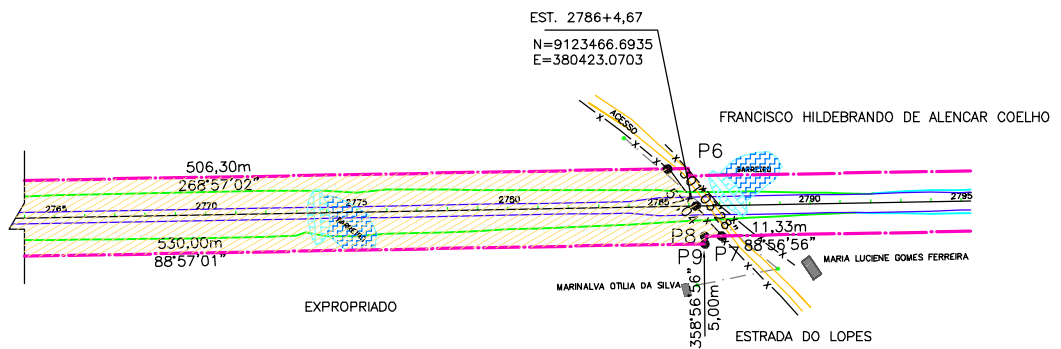 EST. 2786+4,67
N=9123466.6935
E=380423.0703
ACESSO
FRANCISCO HILDEBRANDO DE ALENCAR COELHO
P6
506,30m
268°57'02"
BARREIRO
2765
2770
2775
2780
2785
2790
2795
BARREIRO
530,00m
88°57'01"
P8
P9
P7
11,33m
88°56'56"
MARIA LUCIENE GOMES FERREIRA
MARINALVA OTILIA DA SILVA
358°56'56"
5,00m
EXPROPRIADO
ESTRADA DO LOPES